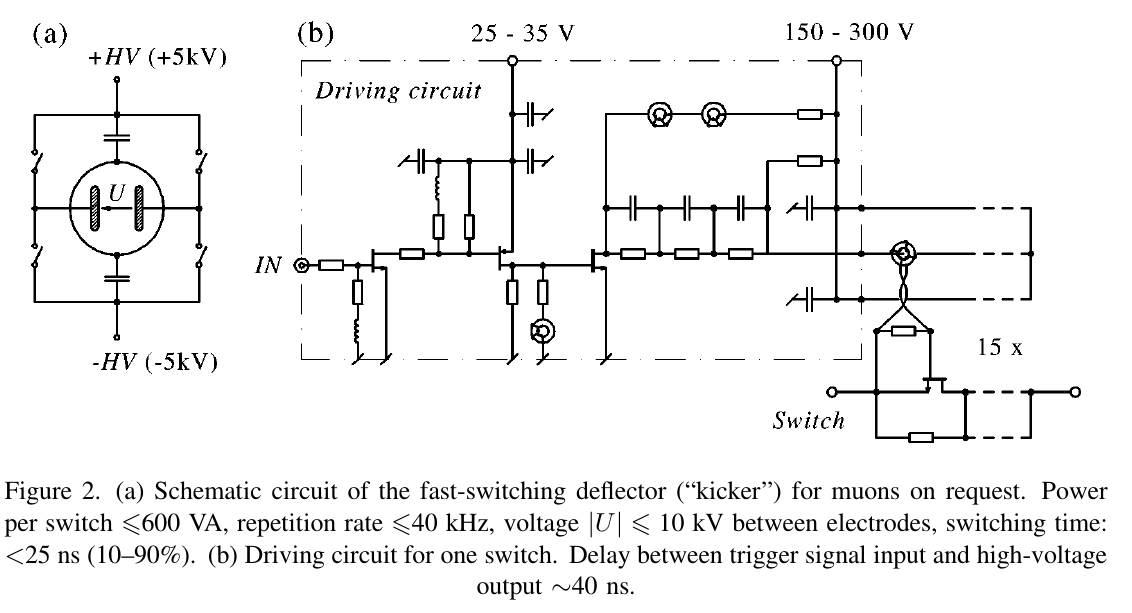 (a)
(b)
25 - 35 V
150 - 300 V
+HV (+5kV)
Driving circuit
U
IN
-HV (-5kV)
15 x
Switch
Figure 2. (a) Schematic circuit of the fast-switching deflector (“kicker”) for muons on request. Power
per switch ⩽600 VA, repetition rate ⩽40 kHz, voltage |U| ⩽ 10 kV between electrodes, switching time:
<25 ns (10–90%). (b) Driving circuit for one switch. Delay between trigger signal input and high-voltage
output ∼40 ns.